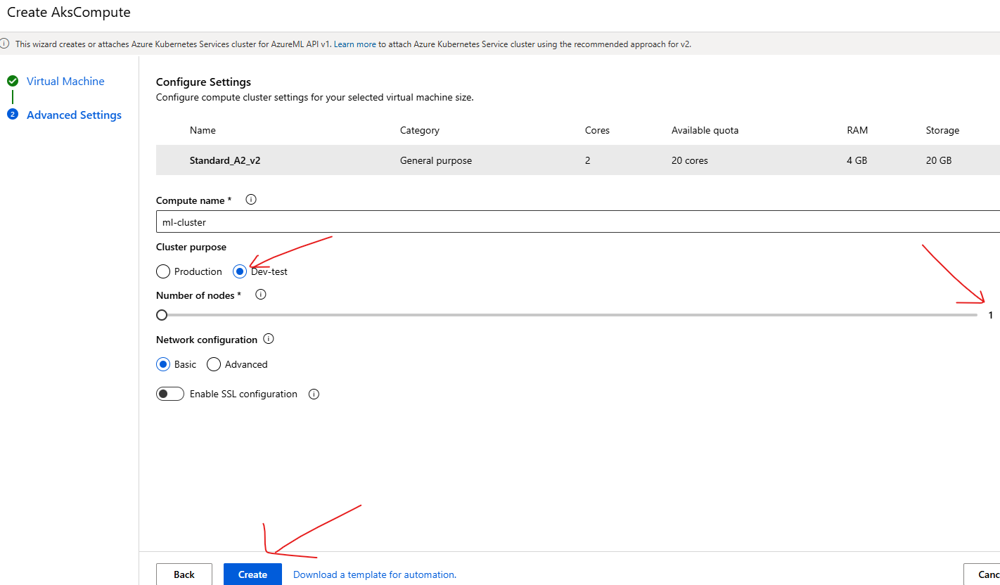 Create AksCompute
This wizard creates or attaches Azure Kubernetes Services cluster for AzureML API v1. Learn more to attach Azure Kubernetes Service cluster using the recommended approach for v2.
Virtual Machine
2 Advanced Settings
Configure Settings
Configure compute cluster settings for your selected virtual machine size.
Name Category Cores Available quota RAM Storage
Standard_A2_v2 General purpose 2 20 cores 4 GB 20 GB
Compute name *
ml-cluster
Cluster purpose
Production Dev-test
Number of nodes *
1
Network configuration
Basic Advanced
Enable SSL configuration
Back Create Download a template for automation. Canc